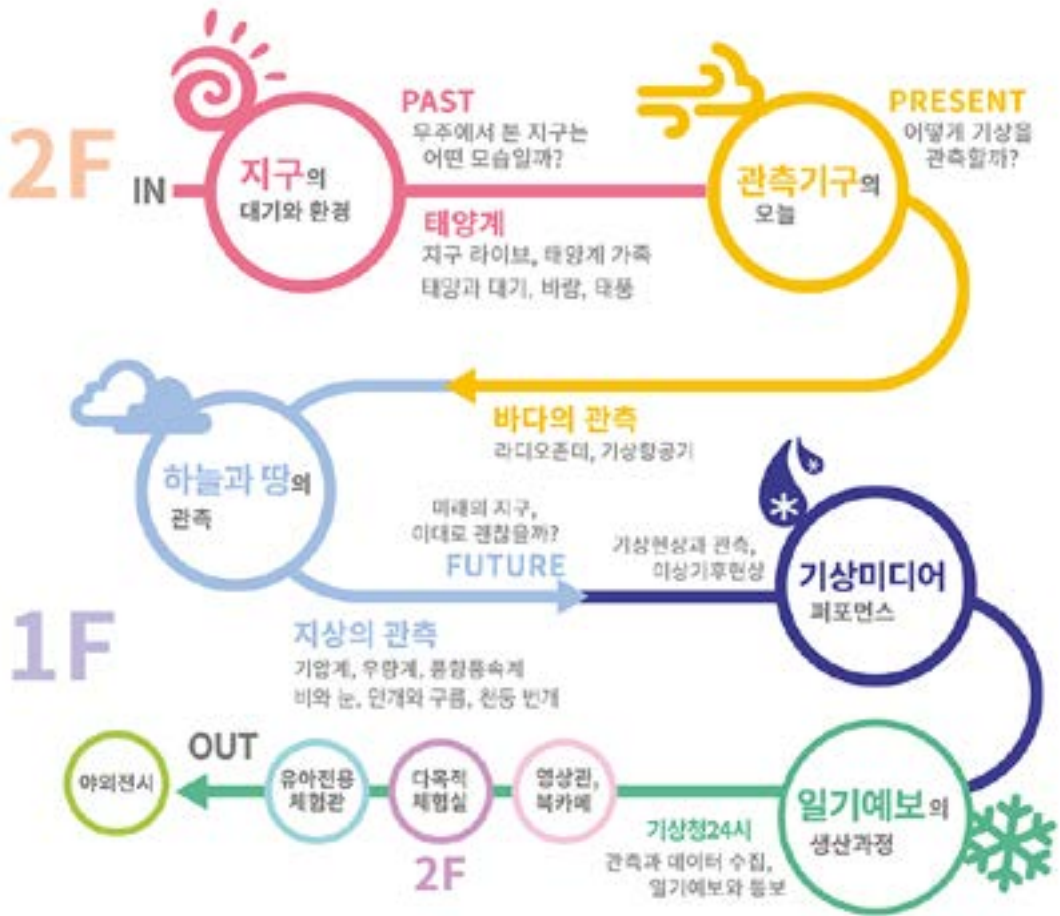 2F
IN
지구의
대기와 환경
PAST
우주에서 본 지구는
어떤 모습일까?
태양계
지구 라이브, 태양계 가족
태양과 대기, 바람, 태풍
관측기구의
오늘
PRESENT
어떻게 기상을
관측할까?
바다의 관측
라디오존데, 기상항공기
하늘과 땅의
관측
미래의 지구,
이대로 괜찮을까?
FUTURE
지상의 관측
기압계, 우량계, 풍향풍속계
비와 눈, 안개와 구름, 천둥 번개
기상현상과 관측,
이상기후현상
기상미디어
퍼포먼스
1F
일기예보의
생산과정
기상청24시
관측과 데이터 수집,
일기예보와 통보
영상관,
북카페
다목적
체험실
2F
유아전용
체험관
OUT
야외전시